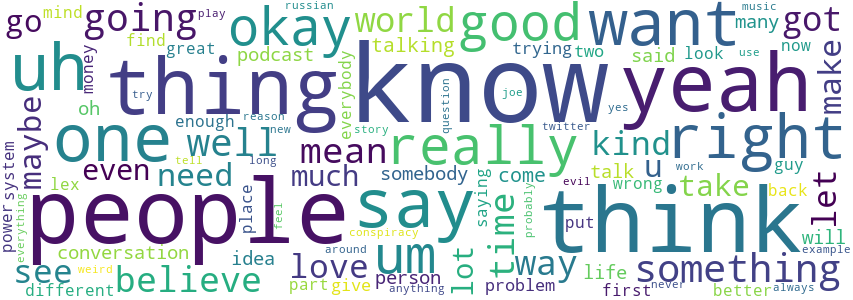 go
mind
going
play
russian
okay
world
good
want
music
many
got
find
great
podcast
talking
trying
two
said
look
now
use
uh
thing
know
yeah
money
try
oh
everybody
question
joe
yes
make
maybe
enough
reason
new
story
twitter
one
well
really
kind
right
system
even
tell
long
mean
need
much
somebody
come
u
talk
wrong
guy
work
back
take
let
lex
place
feel
people
say
saying
time
probably
think
evil
put
will
power
everything
conversation
conspiracy
um
lot
way
life
example
see
weird
idea
around
something
different
believe
love
part
give
person
anything
problem
first
never
better
always